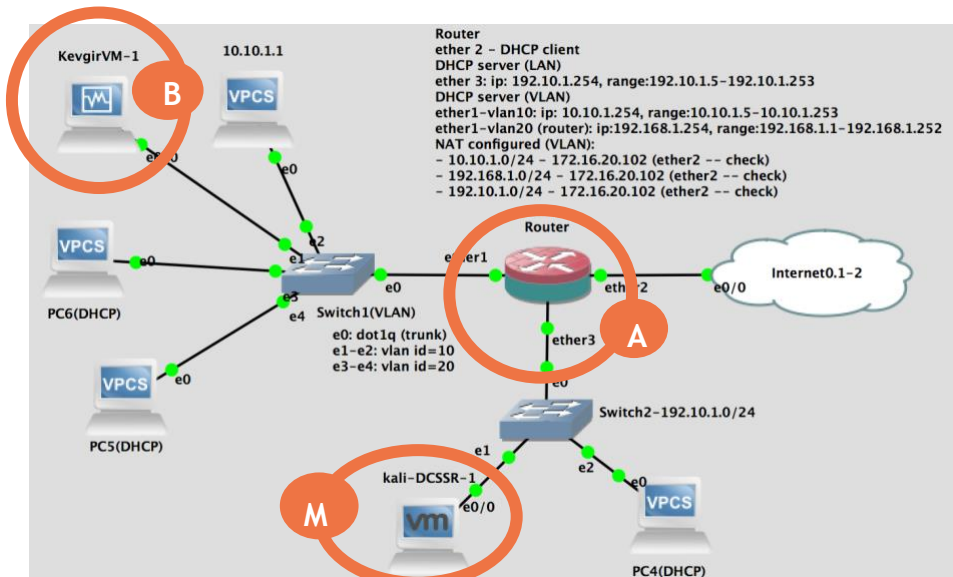 Router
ether 2 - DHCP client
DHCP server (LAN)
ether 3: ip: 192.10.1.254, range:192.10.1.5-192.10.1.253
DHCP server (VLAN)
ether1-vlan10: ip: 10.10.1.254, range:10.10.1.5-10.10.1.253
ether1-vlan20 (router): ip:192.168.1.254, range:192.168.1.1-192.168.1.252
NAT configured (VLAN):
- 10.10.1.0/24 - 172.16.20.102 (ether2 -- check)
- 192.168.1.0/24 - 172.16.20.102 (ether2 -- check)
- 192.10.1.0/24 - 172.16.20.102 (ether2 -- check)
KevgirVM-1
10.10.1.1
B
VPCS
e0
e2
e1
VPCS
e0
PC6(DHCP)
e3
e4
e0
Switch1(VLAN)
e0: dot1q (trunk)
e1-e2: vlan id=10
e3-e4: vlan id=20
VPCS
e0
PC5(DHCP)
Router
ether1
ether2
ether3
A
e0/0
Internet0.1-2
e0
Switch2-192.10.1.0/24
e1
e2
kali-DCSSR-1
M
e0/0
vm
e0
VPCS
PC4(DHCP)